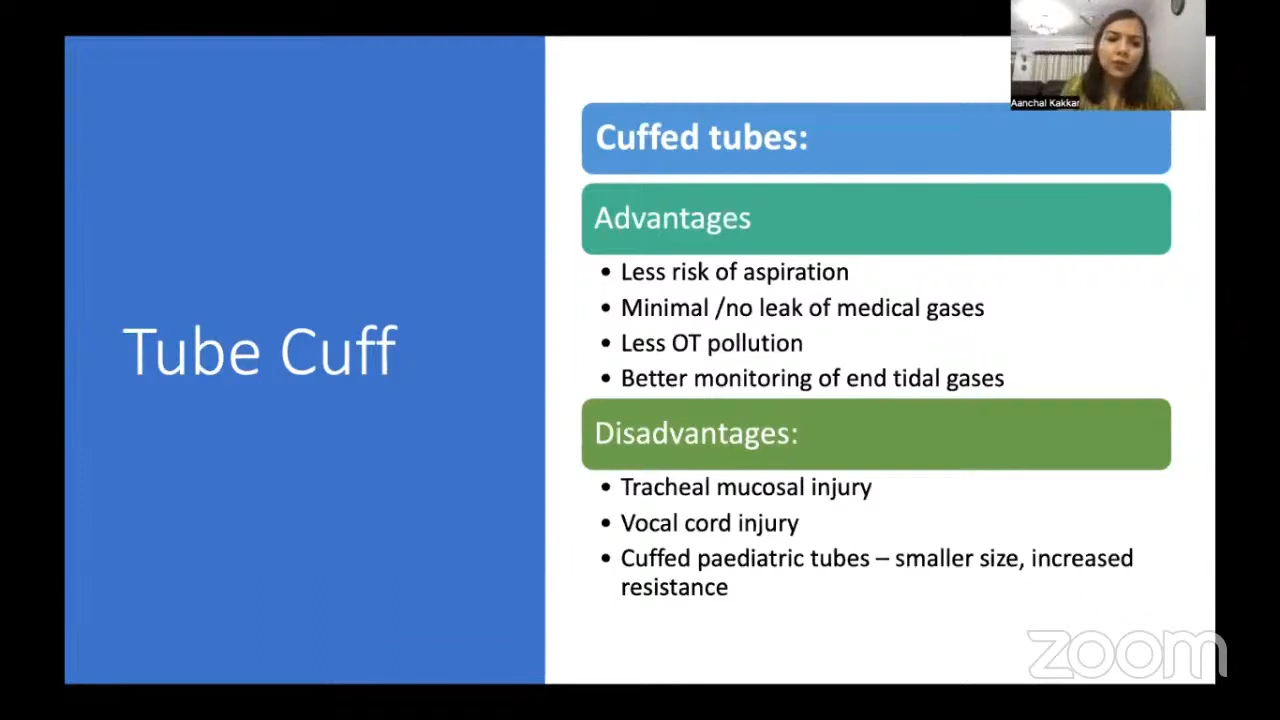 Aanchal Kakkar
Cuffed tubes:
Advantages
• Less risk of aspiration
• Minimal /no leak of medical gases
• Less OT pollution
• Better monitoring of end tidal gases
Tube Cuff
Disadvantages:
• Tracheal mucosal injury
• Vocal cord injury
• Cuffed paediatric tubes – smaller size, increased
resistance
zoom